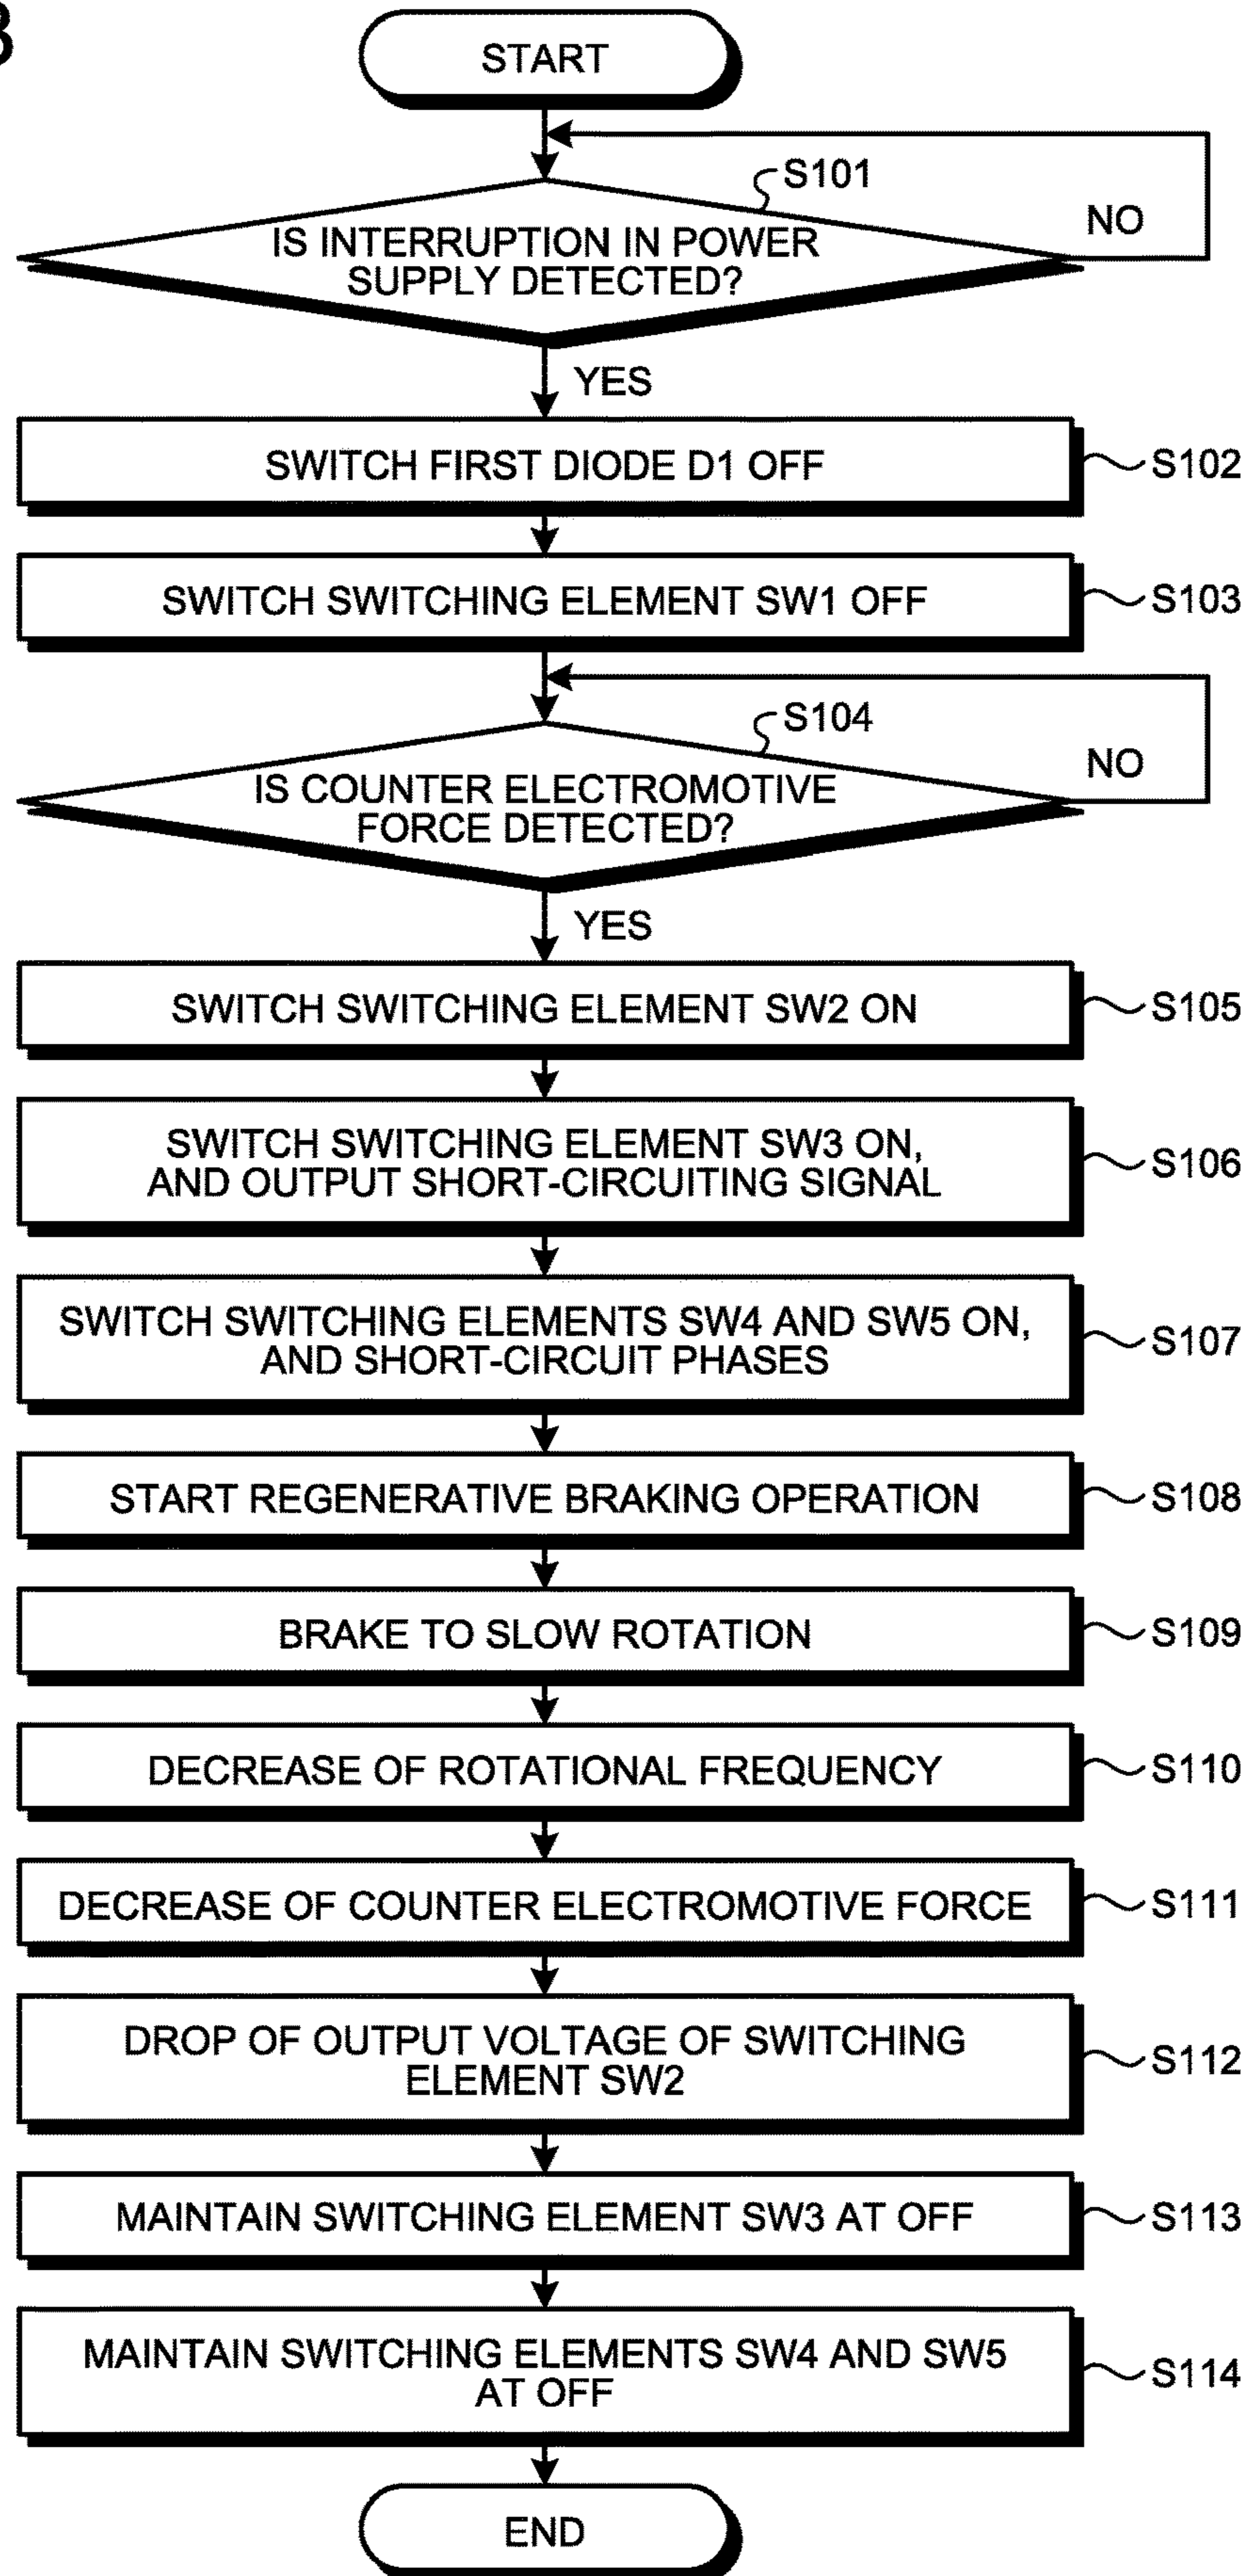 START
S101
IS INTERRUPTION IN POWER
SUPPLY DETECTED?
NO
YES
SWITCH FIRST DIODE D1 OFF
S102
SWITCH SWITCHING ELEMENT SW1 OFF
S103
S104
IS COUNTER ELECTROMOTIVE
FORCE DETECTED?
NO
YES
SWITCH SWITCHING ELEMENT SW2 ON
S105
SWITCH SWITCHING ELEMENT SW3 ON,
AND OUTPUT SHORT-CIRCUITING SIGNAL
S106
SWITCH SWITCHING ELEMENTS SW4 AND SW5 ON,
AND SHORT-CIRCUIT PHASES
S107
START REGENERATIVE BRAKING OPERATION
S108
BRAKE TO SLOW ROTATION
S109
DECREASE OF ROTATIONAL FREQUENCY
S110
DECREASE OF COUNTER ELECTROMOTIVE FORCE
S111
DROP OF OUTPUT VOLTAGE OF SWITCHING
ELEMENT SW2
S112
MAINTAIN SWITCHING ELEMENT SW3 AT OFF
S113
MAINTAIN SWITCHING ELEMENTS SW4 AND SW5
AT OFF
S114
END